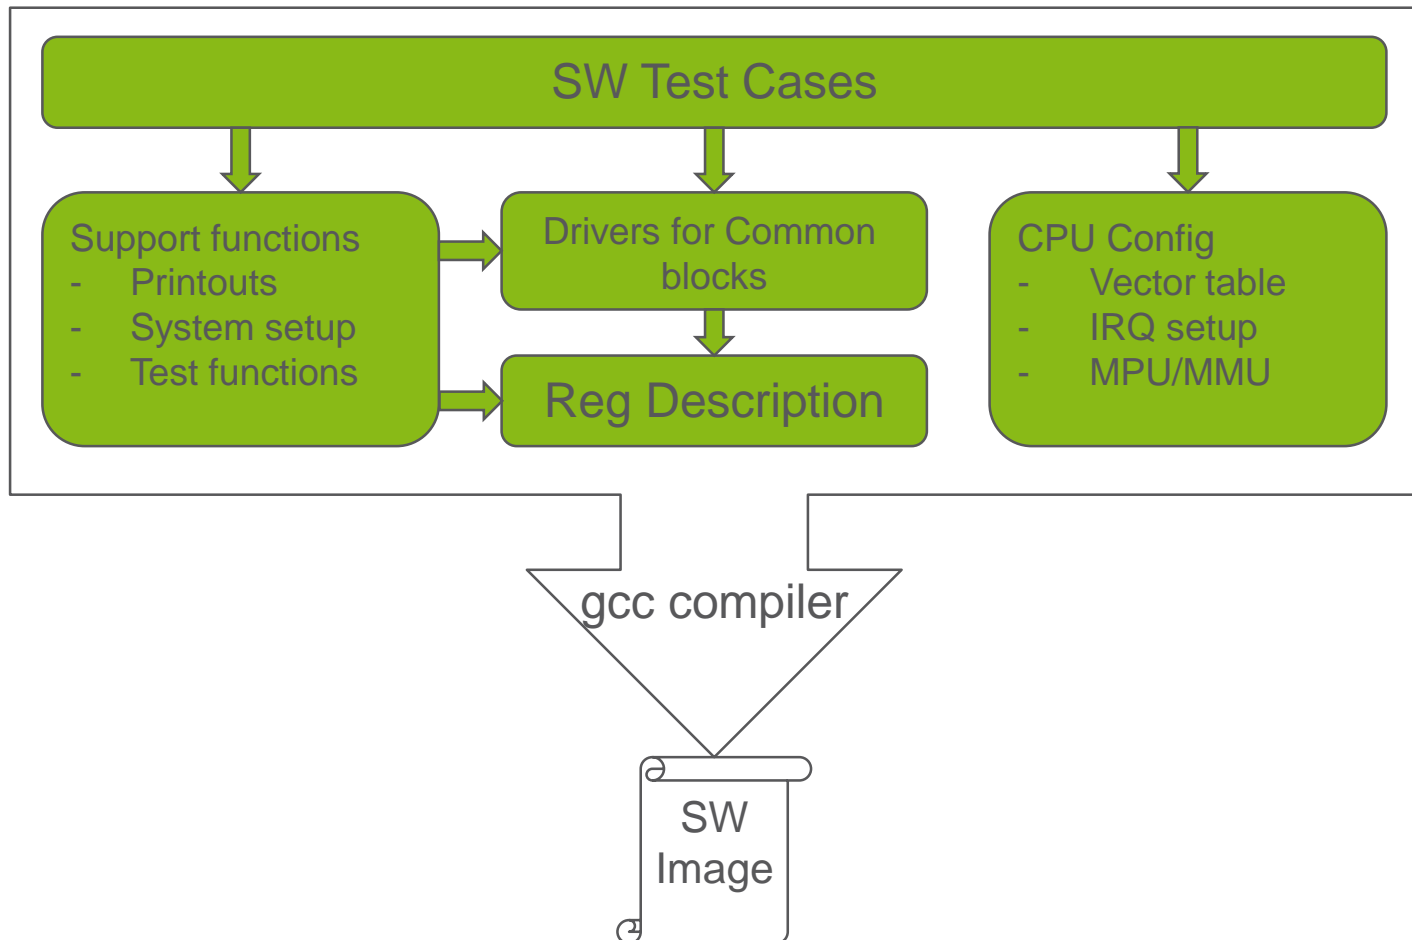 SW Test Cases
Support functions
- Printouts
- System setup
- Test functions
Drivers for Common
blocks
Reg Description
CPU Config
- Vector table
- IRQ setup
- MPU/MMU
gcc compiler
SW
Image